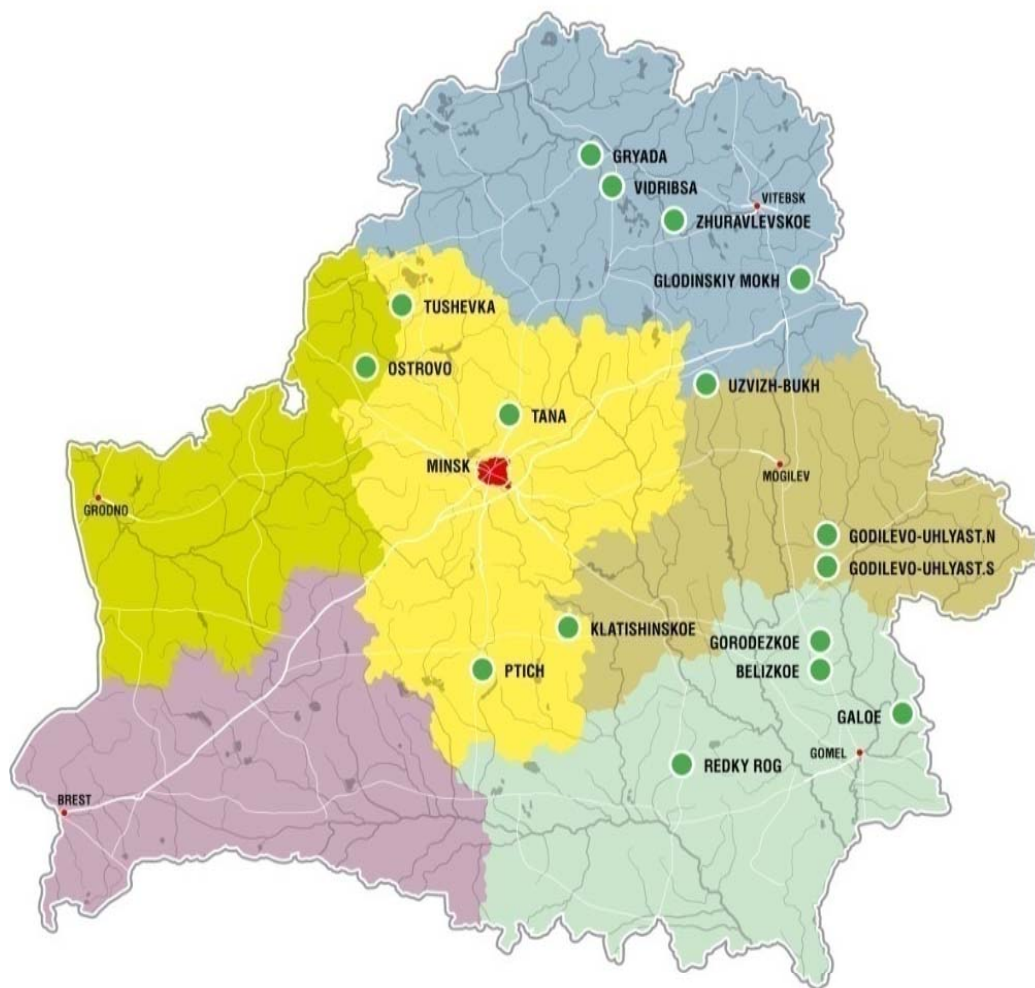 GRYADA
VIDRIBSA
VITEBSK
ZHURAVLEVSKOE
GLODINSKIY MOKH
TUSHEVKA
OSTROVO
UZVIZH-BUKH
TANA
MINSK
MOGILEV
GRODNO
GODILEVO-UHLYAST.N
GODILEVO-UHLYAST.S
KLATISHINSKOE
GORODEZKOE
PTICH
BELIZKOE
GALOE
GOMEL
REDKY ROG
BREST